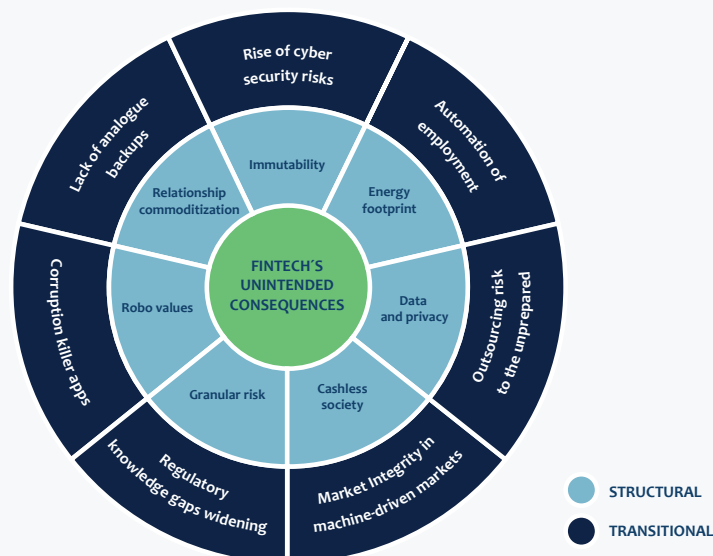 Rise of cyber
security risks
Automation of
employment
Outsourcing risk
to the unprepared
Market Integrity in
machine-driven markets
Regulatory
knowledge gaps widening
Corruption killer apps
Lack of analogue
backups
Immutability
Energy
footprint
Data
and privacy
Cashless
society
Granular risk
Robo values
Relationship
commoditization
FINTECH´S
UNINTENDED
CONSEQUENCES
STRUCTURAL
TRANSITIONAL